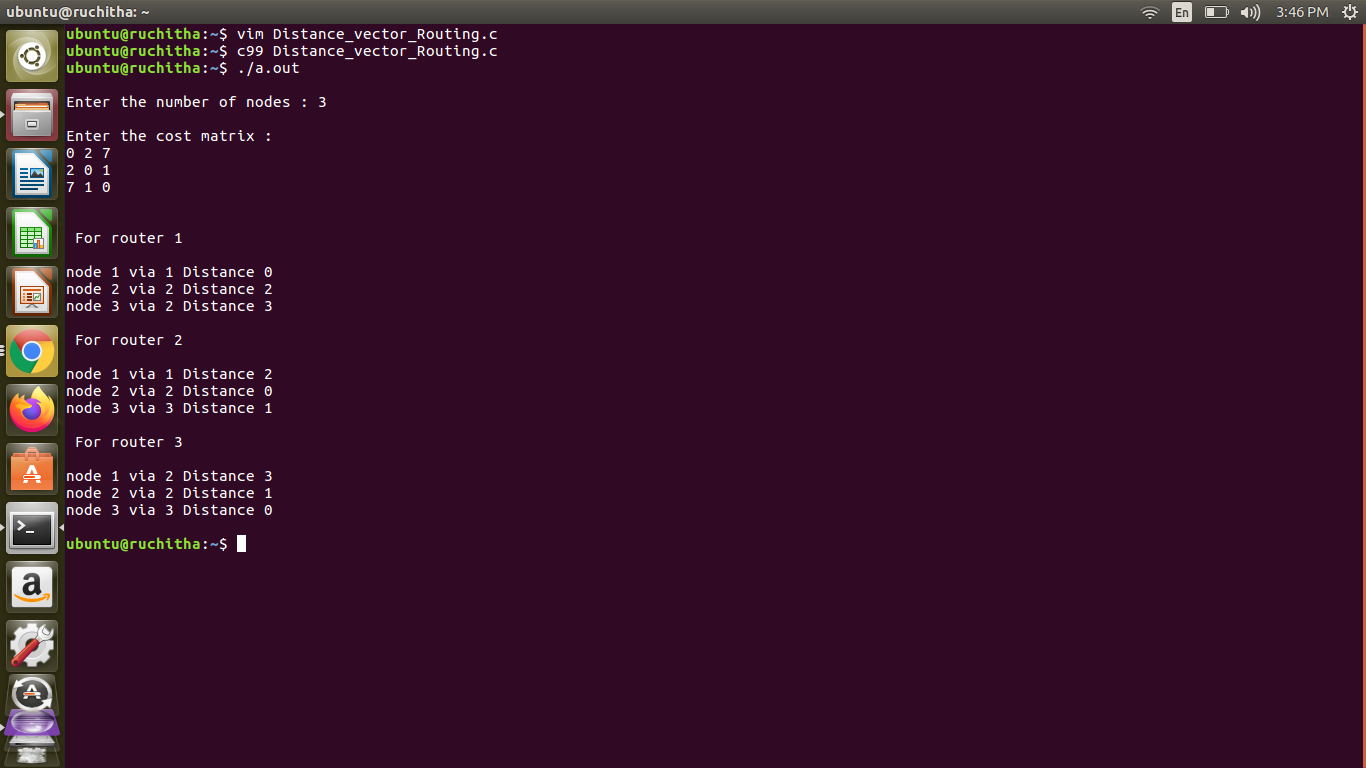 ubuntu@ruchitha: ~
En
3:46 PM
ubuntu@ruchitha:~$ vim Distance_vector_Routing.c
ubuntu@ruchitha:~$ c99 Distance_vector_Routing.c
ubuntu@ruchitha:~$ ./a.out
Enter the number of nodes : 3
Enter the cost matrix :
0 2 7
2 0 1
7 1 0
For router 1
node 1 via 1 Distance 0
node 2 via 2 Distance 2
node 3 via 2 Distance 3
For router 2
node 1 via 1 Distance 2
node 2 via 2 Distance 0
node 3 via 3 Distance 1
For router 3
node 1 via 2 Distance 3
node 2 via 2 Distance 1
node 3 via 3 Distance 0
ubuntu@ruchitha:~$